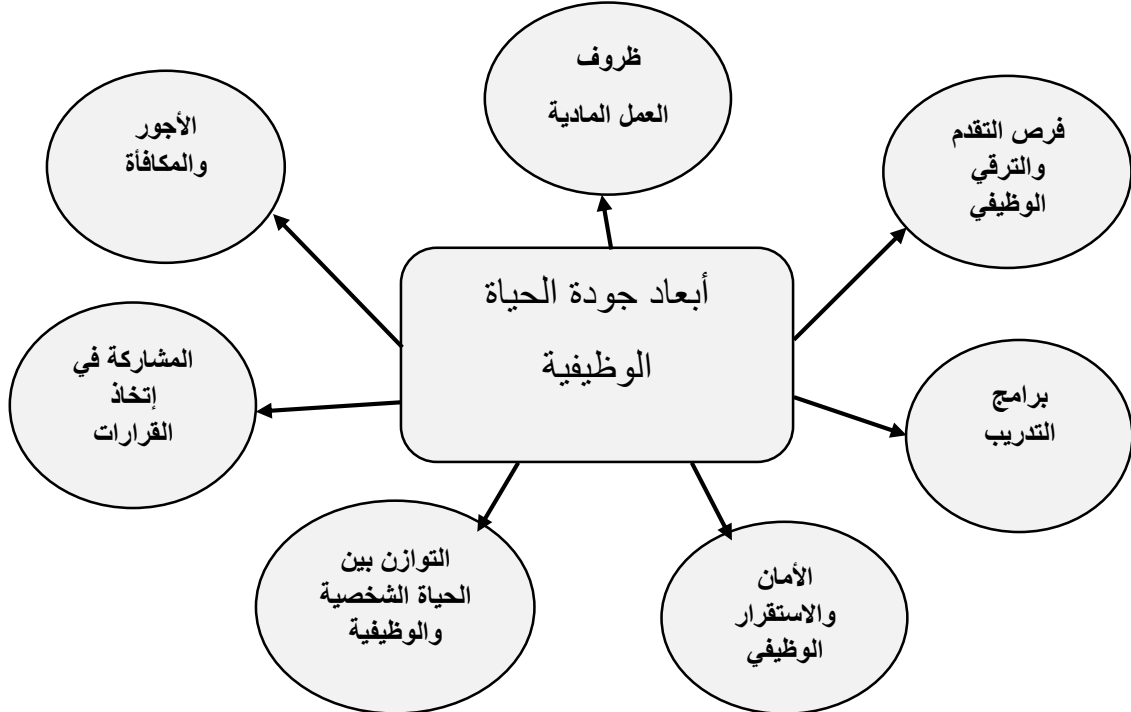 ظروف
العمل المادية
فرص التقدم
والترقي
الوظيفي
الأجور
والمكافأة
أبعاد جودة الحياة
الوظيفية
برامج
التدريب
المشاركة في
إتخاذ
القرارات
الأمان
والاستقرار
الوظيفي
التوازن بين
الحياة الشخصية
والوظيفية